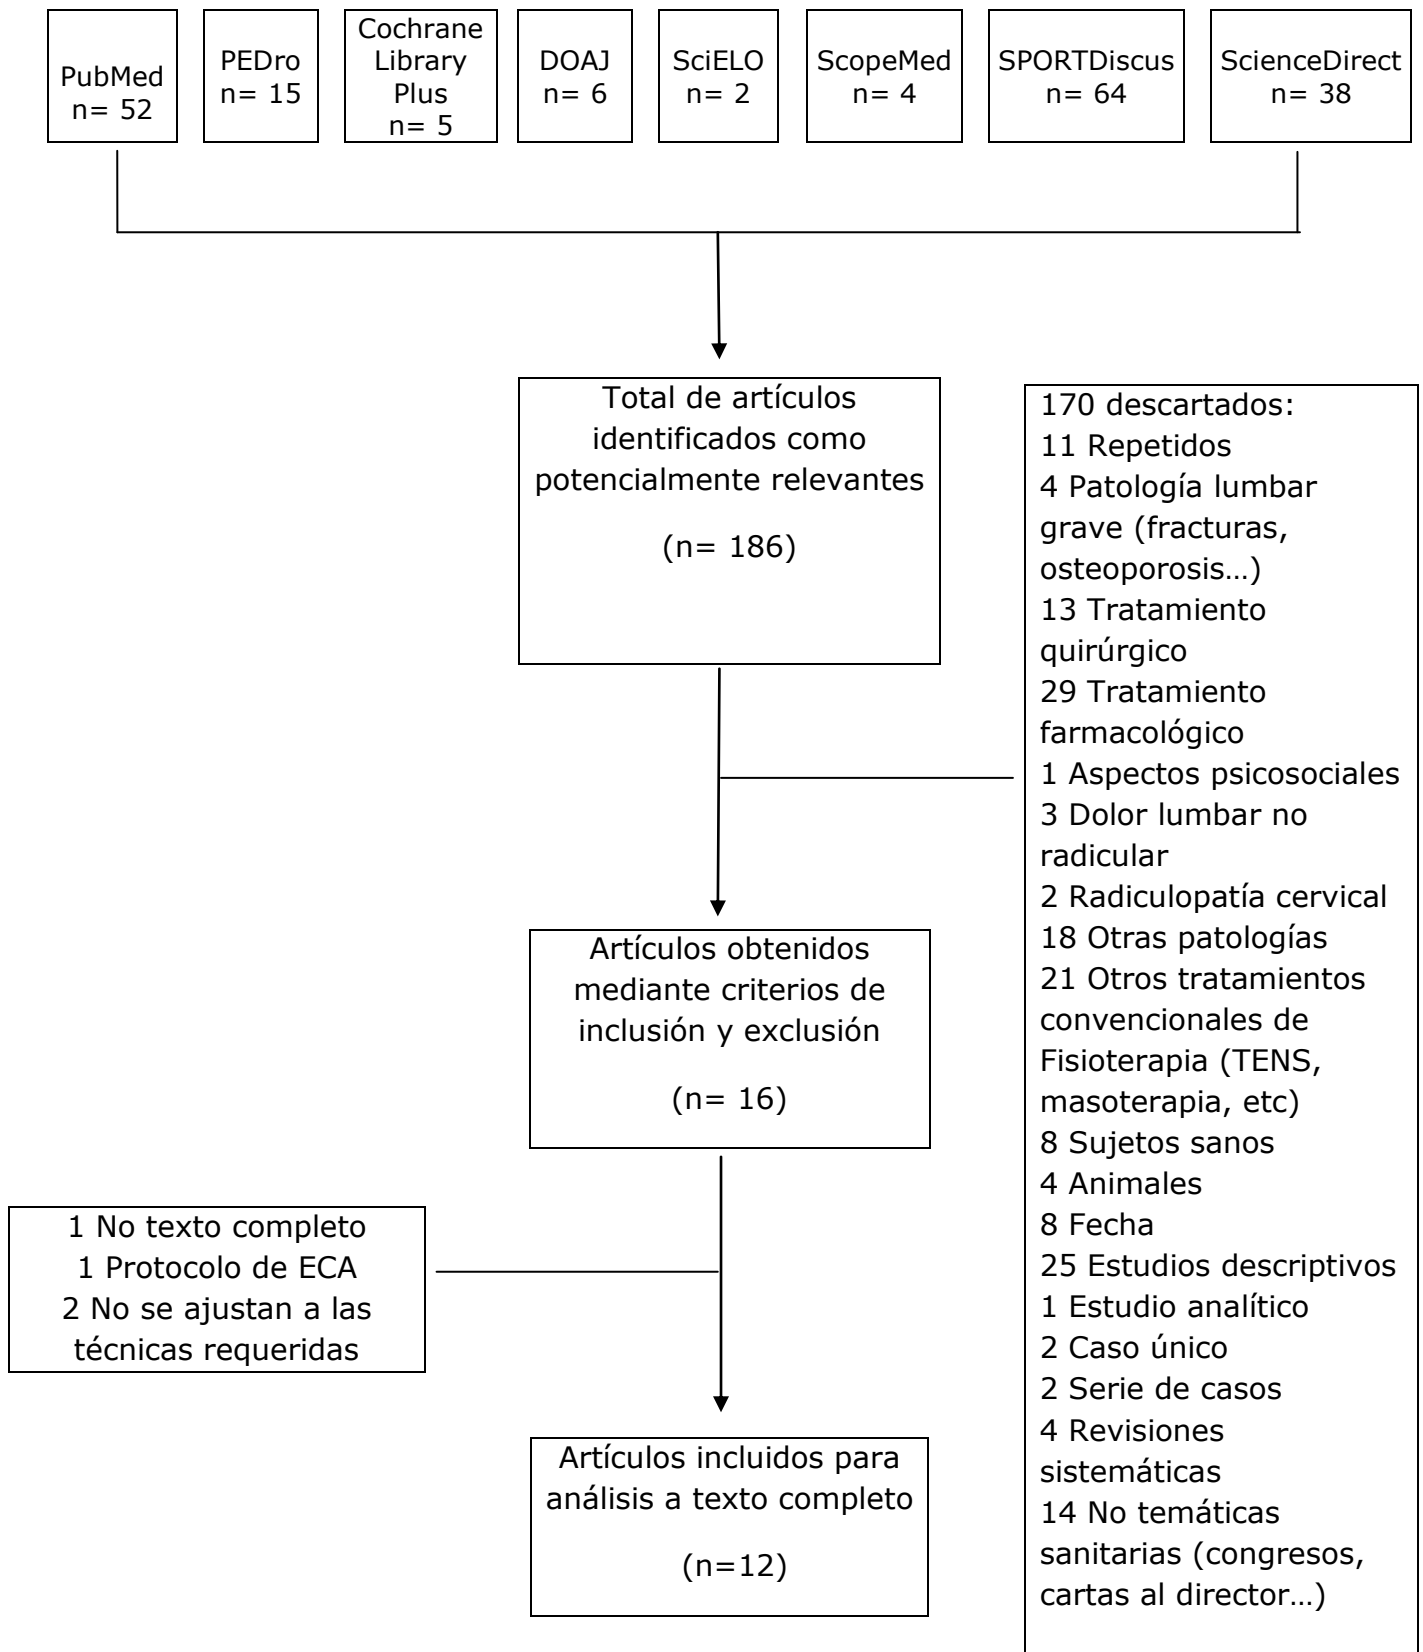 PubMed
n= 52
PEDro
n= 15
Cochrane
Library
Plus
n= 5
DOAJ
n= 6
SciELO
n= 2
ScopeMed
n= 4
SPORTDiscus
n= 64
ScienceDirect
n= 38
Total de artículos
identificados como
potencialmente relevantes
(n= 186)
170 descartados:
11 Repetidos
4 Patología lumbar
grave (fracturas,
osteoporosis…)
13 Tratamiento
quirúrgico
29 Tratamiento
farmacológico
1 Aspectos psicosociales
3 Dolor lumbar no
radicular
2 Radiculopatía cervical
18 Otras patologías
21 Otros tratamientos
convencionales de
Fisioterapia (TENS,
masoterapia, etc)
8 Sujetos sanos
4 Animales
8 Fecha
25 Estudios descriptivos
1 Estudio analítico
2 Caso único
2 Serie de casos
4 Revisiones
sistemáticas
14 No temáticas
sanitarias (congresos,
cartas al director…)
Artículos obtenidos
mediante criterios de
inclusión y exclusión
(n= 16)
1 No texto completo
1 Protocolo de ECA
2 No se ajustan a las
técnicas requeridas
Artículos incluidos para
análisis a texto completo
(n=12)